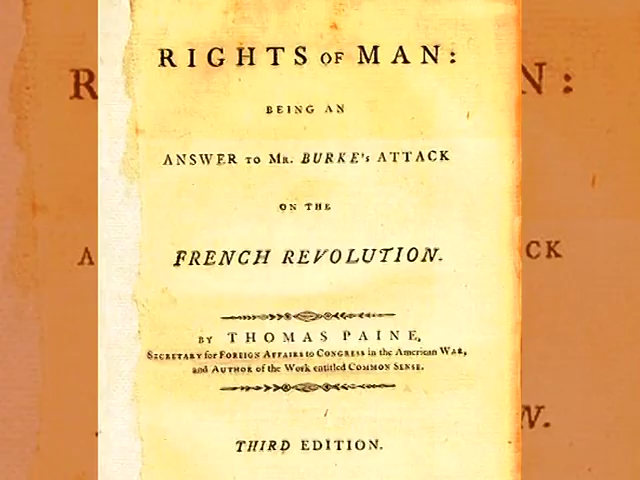 RIGHTS OF MAN:
BEING AN
ANSWER TO MR. BURKE's ATTACK
ON THE
FRENCH REVOLUTION.
BY THOMAS PAINE,
SECRETARY for FOREIGN AFFAIRS to CONGRESS in the AMERICAN WAR,
and AUTHOR of the Work entitled COMMON SENSE.
THIRD EDITION.